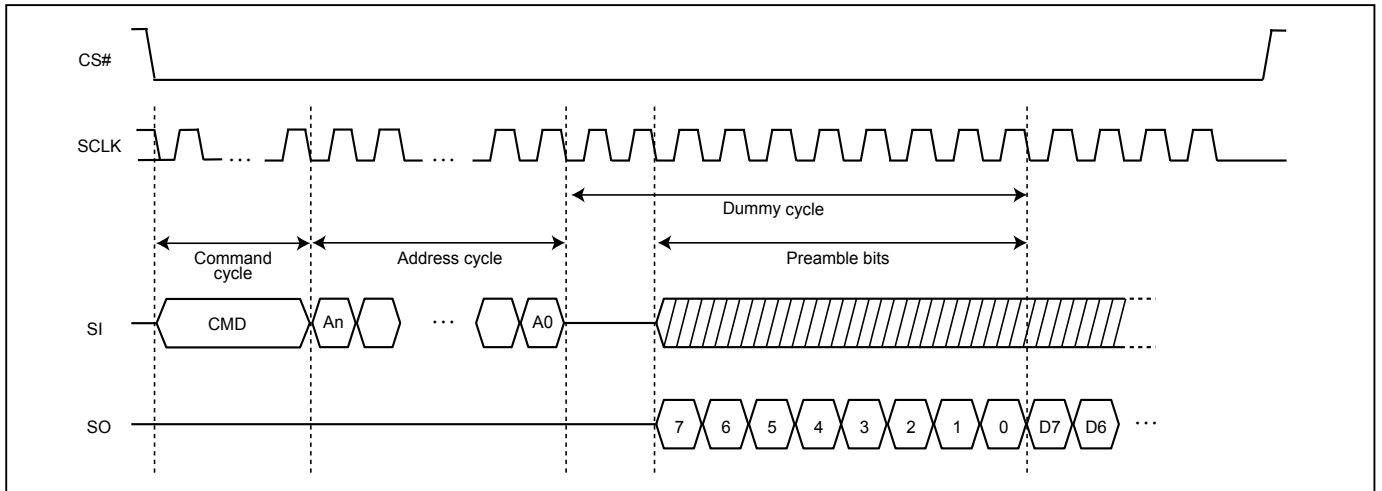 CS#
SCLK
... ...
Dummy cycle
Command
cycle
Address cycle
Preamble bits
SI
CMD
An
...
A0
SO
7 6 5 4 3 2 1 0 D7 D6 ...